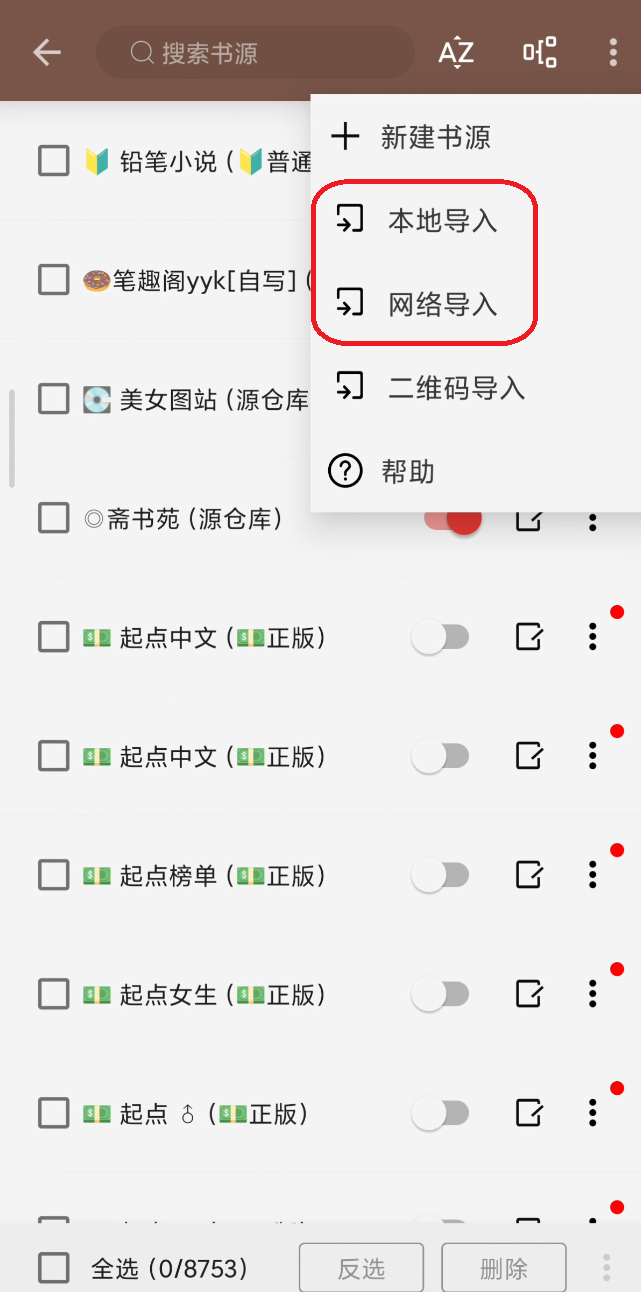 搜索书源
AZ
新建书源
本地导入
网络导入
二维码导入
帮助
铅笔小说 (🔰普通
笔趣阁yyk[自写] (
美女图站 (源仓库
◎斋书苑 (源仓库)
起点中文 (💵正版)
起点中文 (💵正版)
起点榜单 (💵正版)
起点女生 (💵正版)
起点 ♂ (💵正版)
全选 (0/8753)
反选
删除